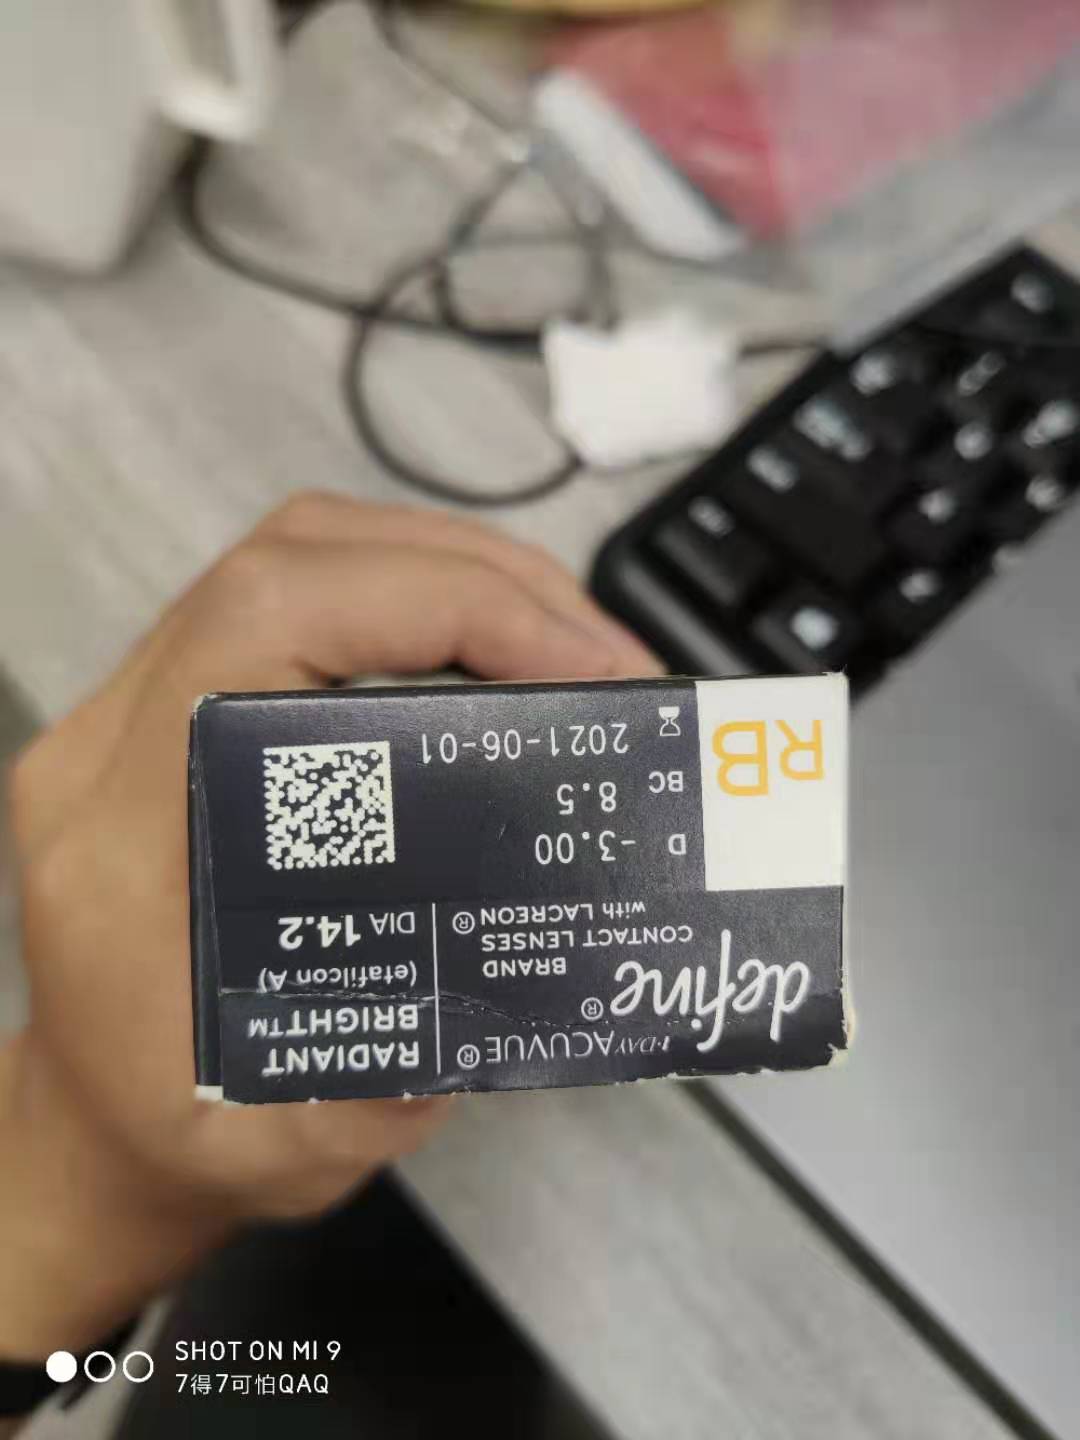 1·DAY ACUVUE®
define®
BRAND
CONTACT LENSES
with LACREON®
RADIANT
BRIGHT™
(etafilcon A)
DIA 14.2
D -3.00
BC 8.5
2021-06-01
RB
SHOT ON MI 9
7得7可怕QAQ